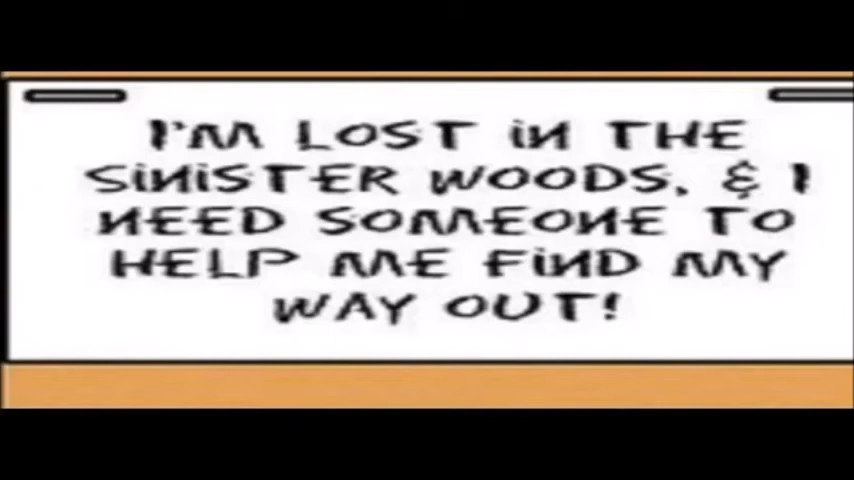 I'M LOST iN THE
SiNiSTER WOODS, & I
NEED SOMEONE TO
HELP ME FiND MY
WAY OUT!